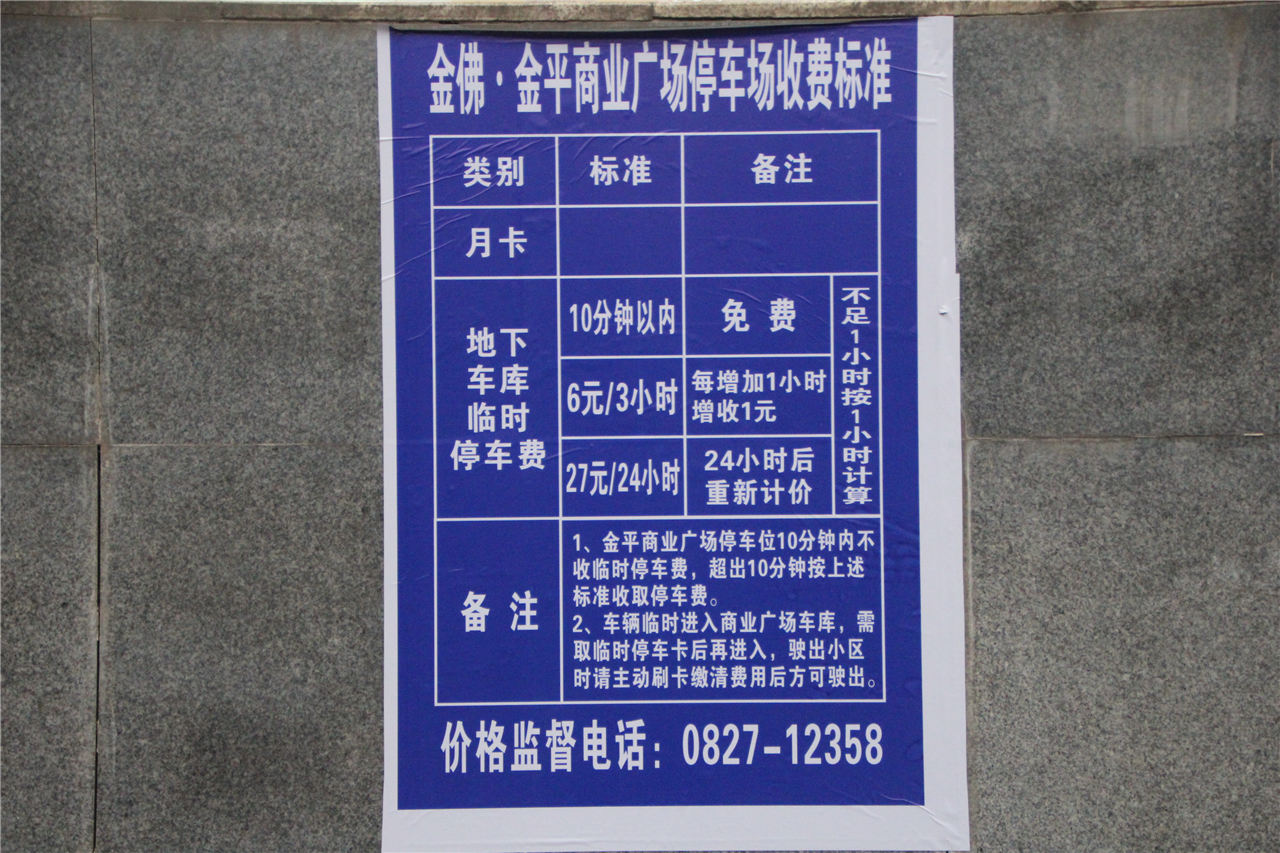 金佛·金平商业广场停车场收费标准
类别 标准 备注
月卡
地下
车库
临时
停车费
10分钟以内 免 费
6元/3小时 每增加1小时
增收1元
27元/24小时 24小时后
重新计价
不足1小时按1小时计算
备 注
1、金平商业广场停车位10分钟内不
收临时停车费，超出10分钟按上述
标准收取停车费。
2、车辆临时进入商业广场车库，需
取临时停车卡后再进入，驶出小区
时请主动刷卡缴清费用后方可驶出。
价格监督电话：0827-12358